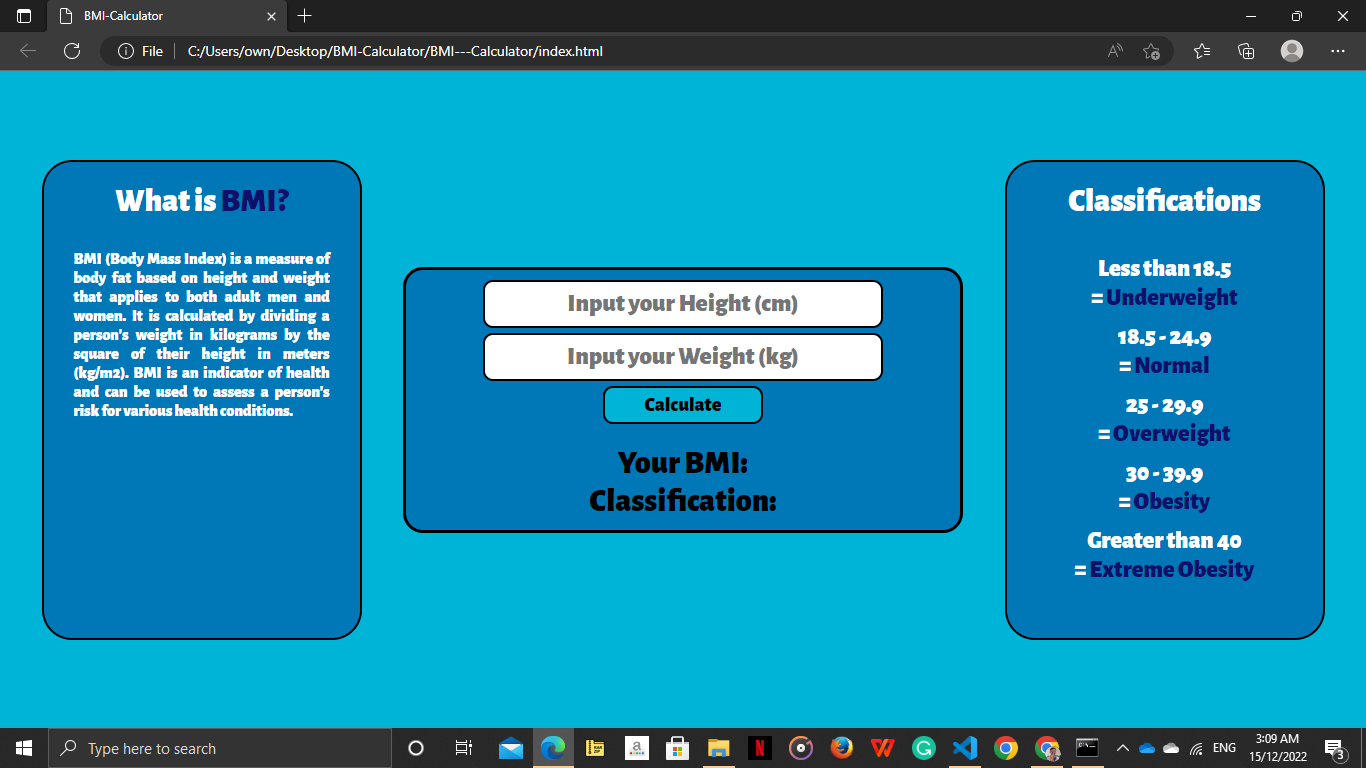 BMI-Calculator
File
C:/Users/own/Desktop/BMI-Calculator/BMI---Calculator/index.html
What is BMI?
BMI (Body Mass Index) is a measure of
body fat based on height and weight
that applies to both adult men and
women. It is calculated by dividing a
person's weight in kilograms by the
square of their height in meters
(kg/m2). BMI is an indicator of health
and can be used to assess a person's
risk for various health conditions.
Input your Height (cm)
Input your Weight (kg)
Calculate
Your BMI:
Classification:
Classifications
Less than 18.5
= Underweight
18.5 - 24.9
= Normal
25 - 29.9
= Overweight
30 - 39.9
= Obesity
Greater than 40
= Extreme Obesity
Type here to search
ENG
3:09 AM
15/12/2022
3